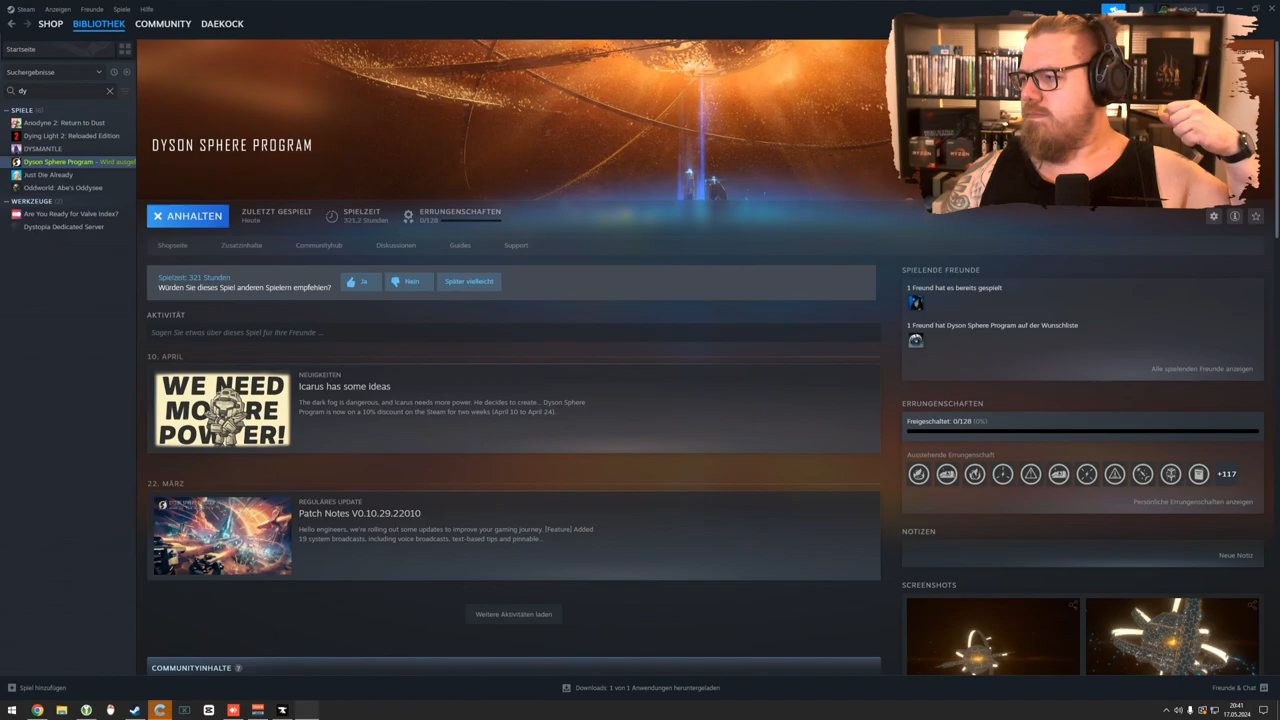 Steam Anzeigen Freunde Spiele Hilfe
SHOP BIBLIOTHEK COMMUNITY DAEKOCK
Startseite
Suchergebnisse
dy
SPIELE (6)
Anodyne 2: Return to Dust
Dying Light 2: Reloaded Edition
DYSMANTLE
Dyson Sphere Program - Wird ausgef
Just Die Already
Oddworld: Abe's Oddysee
WERKZEUGE (2)
Are You Ready for Valve Index?
Dystopia Dedicated Server
DYSON SPHERE PROGRAM
ANHALTEN
ZULETZT GESPIELT
Heute
SPIELZEIT
321,2 Stunden
ERRUNGENSCHAFTEN
0/128
Shopseite Zusatzinhalte Communityhub Diskussionen Guides Support
Spielzeit: 321 Stunden
Würden Sie dieses Spiel anderen Spielern empfehlen?
Ja Nein Später vielleicht
AKTIVITÄT
Sagen Sie etwas über dieses Spiel für Ihre Freunde ...
10. APRIL
WE NEED
MORE
POWER!
NEUIGKEITEN
Icarus has some ideas
The dark fog is dangerous, and Icarus needs more power. He decides to create... Dyson Sphere
Program is now on a 10% discount on the Steam for two weeks (April 10 to April 24).
22. MÄRZ
REGULÄRES UPDATE
Patch Notes V0.10.29.22010
Hello engineers, we're rolling out some updates to improve your gaming journey. [Feature] Added
19 system broadcasts, including voice broadcasts, text-based tips and pinnable...
Weitere Aktivitäten laden
COMMUNITYINHALTE ?
SPIELENDE FREUNDE
1 Freund hat es bereits gespielt
1 Freund hat Dyson Sphere Program auf der Wunschliste
Alle spielenden Freunde anzeigen
ERRUNGENSCHAFTEN
Freigeschaltet: 0/128 (0%)
Ausstehende Errungenschaft
+117
Persönliche Errungenschaften anzeigen
NOTIZEN
Neue Notiz
SCREENSHOTS
Spiel hinzufügen
Downloads: 1 von 1 Anwendungen heruntergeladen
Freunde & Chat
20:41
17.05.2024
RYZEN